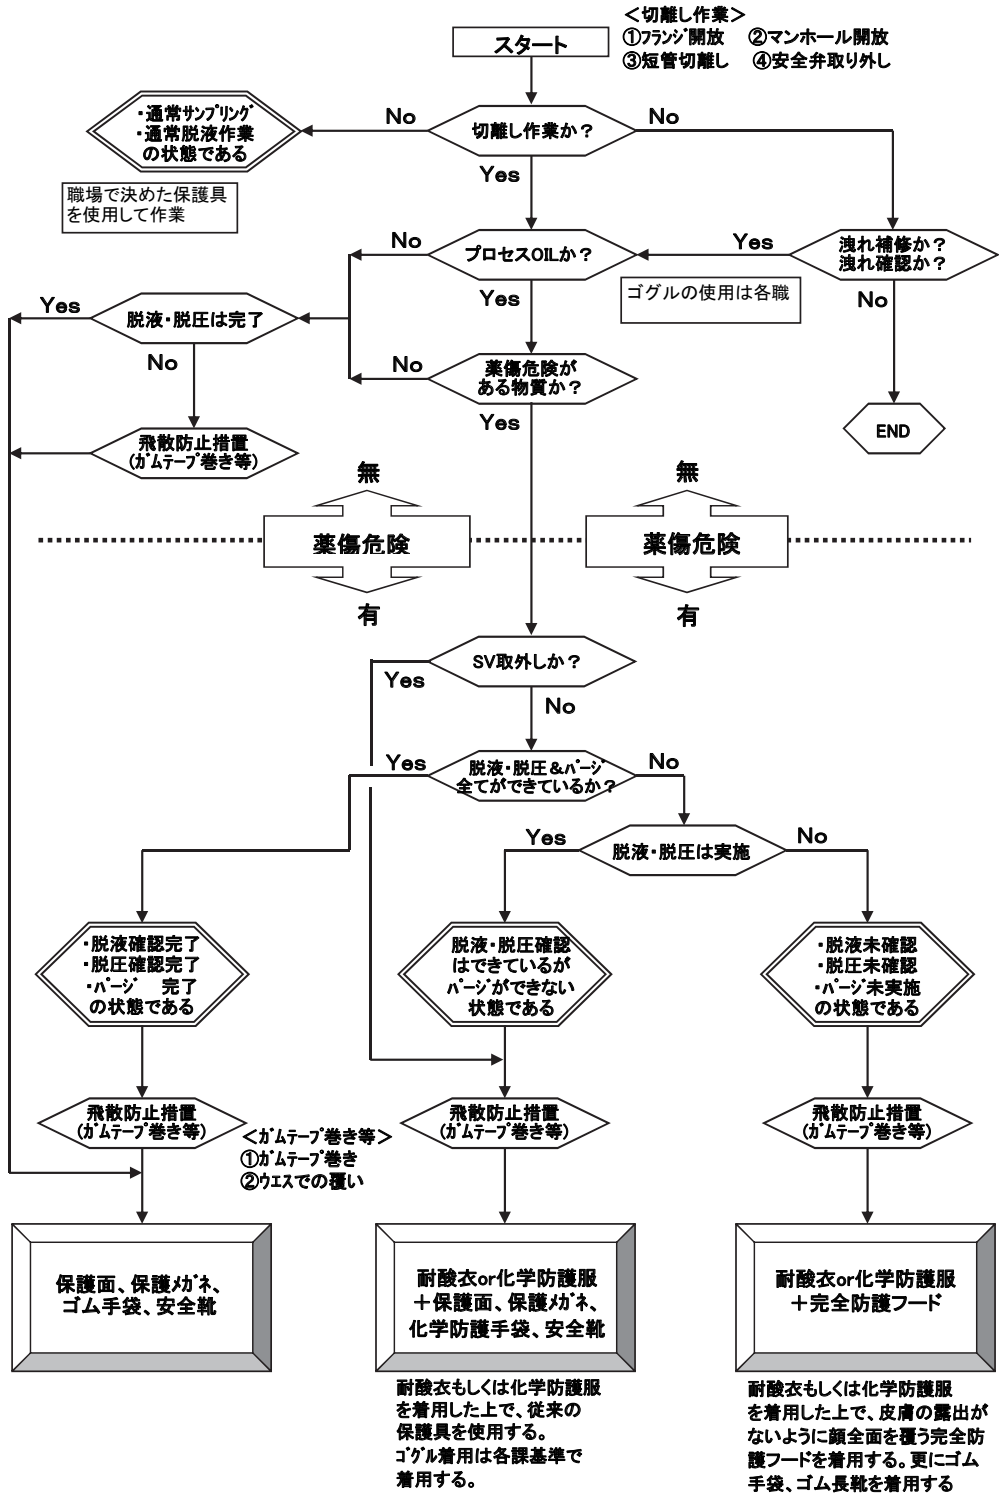 ＜切離し作業＞
①フランジ開放　②マンホール開放
③短管切離し　④安全弁取り外し
スタート
切離し作業か？
No
No
Yes
・通常サンプリング
・通常脱液作業
の状態である
職場で決めた保護具
を使用して作業
プロセスOILか？
No
Yes
Yes
洩れ補修か？
洩れ確認か？
No
ゴグルの使用は各職
END
脱液・脱圧は完了
Yes
No
薬傷危険が
ある物質か？
No
Yes
飛散防止措置
(ガムテープ巻き等)
無
薬傷危険
有
無
薬傷危険
有
SV取外しか？
Yes
No
脱液・脱圧＆パージ
全てができているか？
Yes
No
脱液・脱圧は実施
Yes
No
・脱液確認完了
・脱圧確認完了
・パージ　完了
の状態である
脱液・脱圧確認
はできているが
パージができない
状態である
・脱液未確認
・脱圧未確認
・パージ未実施
の状態である
飛散防止措置
(ガムテープ巻き等)
＜ガムテープ巻き等＞
①ガムテープ巻き
②ウエスでの覆い
飛散防止措置
(ガムテープ巻き等)
飛散防止措置
(ガムテープ巻き等)
保護面、保護メガネ、
ゴム手袋、安全靴
耐酸衣or化学防護服
＋保護面、保護メガネ、
化学防護手袋、安全靴
耐酸衣or化学防護服
＋完全防護フード
耐酸衣もしくは化学防護服
を着用した上で、従来の
保護具を使用する。
ゴグル着用は各課基準で
着用する。
耐酸衣もしくは化学防護服
を着用した上で、皮膚の露出が
ないように顔全面を覆う完全防
護フードを着用する。更にゴム
手袋、ゴム長靴を着用する